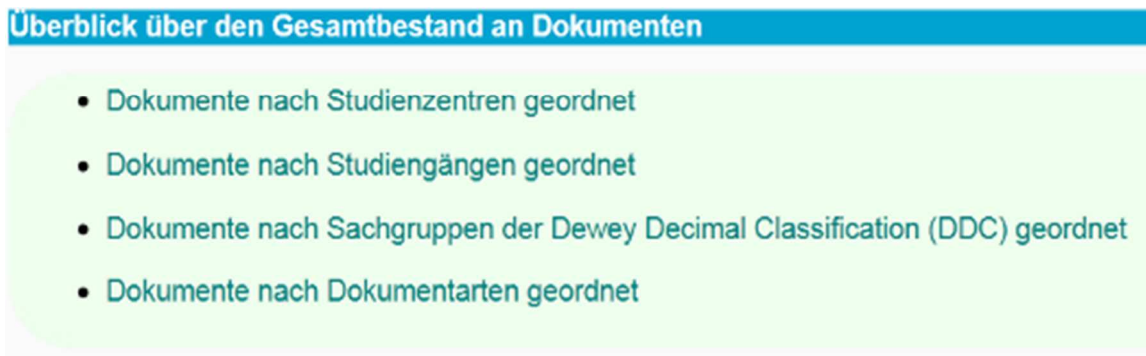 Überblick über den Gesamtbestand an Dokumenten
Dokumente nach Studienzentren geordnet
Dokumente nach Studiengängen geordnet
Dokumente nach Sachgruppen der Dewey Decimal Classification (DDC) geordnet
Dokumente nach Dokumentarten geordnet